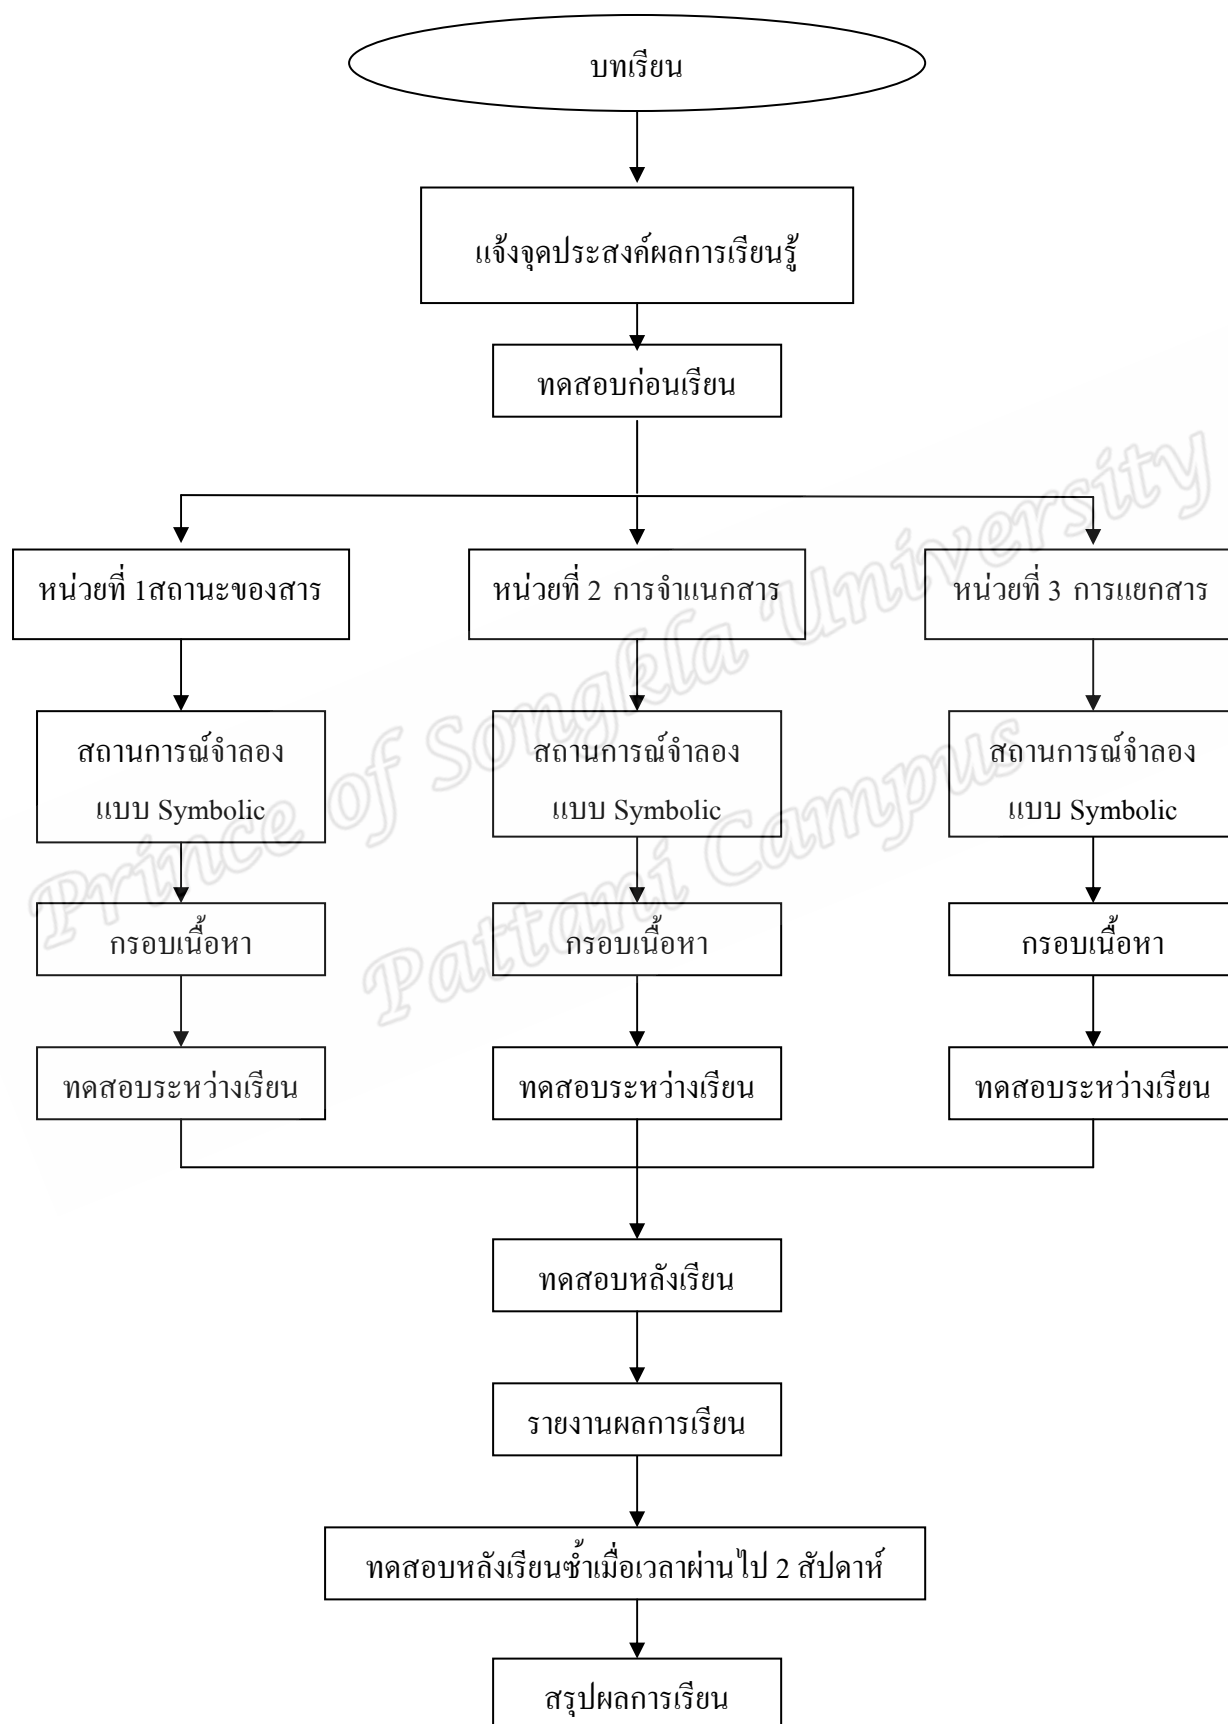 บทเรียน
แจ้งจุดประสงค์ผลการเรียนรู้
ทดสอบก่อนเรียน
หน่วยที่ 1สถานะของสาร
หน่วยที่ 2 การจำแนกสาร
หน่วยที่ 3 การแยกสาร
สถานการณ์จำลอง
แบบ Symbolic
สถานการณ์จำลอง
แบบ Symbolic
สถานการณ์จำลอง
แบบ Symbolic
กรอบเนื้อหา
กรอบเนื้อหา
กรอบเนื้อหา
ทดสอบระหว่างเรียน
ทดสอบระหว่างเรียน
ทดสอบระหว่างเรียน
ทดสอบหลังเรียน
รายงานผลการเรียน
ทดสอบหลังเรียนซ้ำเมื่อเวลาผ่านไป 2 สัปดาห์
สรุปผลการเรียน
Prince of Songkla University
Pattani Campus